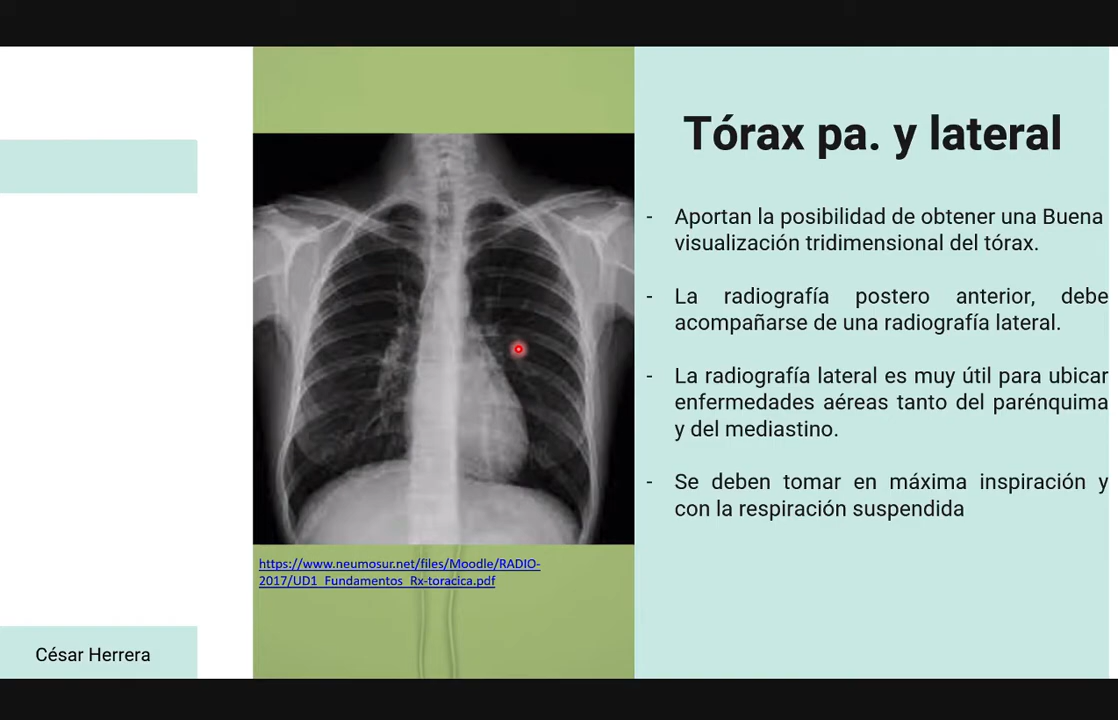 Tórax pa. y lateral
- Aportan la posibilidad de obtener una Buena
visualización tridimensional del tórax.
- La radiografía postero anterior, debe
acompañarse de una radiografía lateral.
- La radiografía lateral es muy útil para ubicar
enfermedades aéreas tanto del parénquima
y del mediastino.
- Se deben tomar en máxima inspiración y
con la respiración suspendida
https://www.neumosur.net/files/Moodle/RADIO-
2017/UD1_Fundamentos_Rx-toracica.pdf
César Herrera